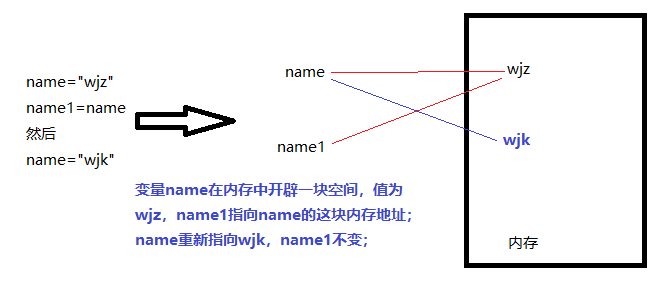 name="wjz"
name1=name
然后
name="wjk"
name
name1
wjz
wjk
内存
变量name在内存中开辟一块空间，值为
wjz，name1指向name的这块内存地址；
name重新指向wjk，name1不变；